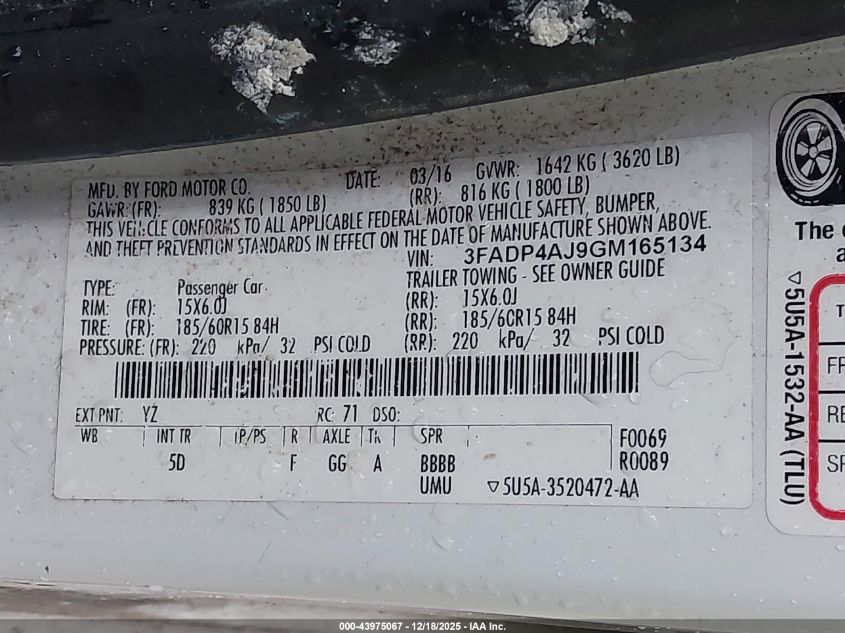 MFD. BY FORD MOTOR CO. DATE: 03/16 GVWR: 1642 KG ( 3620 LB)
GAWR: (FR): 839 KG ( 1850 LB) (RR): 816 KG ( 1800 LB)
THIS VEHICLE CONFORMS TO ALL APPLICABLE FEDERAL MOTOR VEHICLE SAFETY, BUMPER,
AND THEFT PREVENTION STANDARDS IN EFFECT ON THE DATE OF MANUFACTURE SHOWN ABOVE.
VIN: 3FADP4AJ9GM165134
TRAILER TOWING - SEE OWNER GUIDE
TYPE: Passenger Car
RIM: (FR): 15X6.0J (RR): 15X6.0J
TIRE: (FR): 185/60R15 84H (RR): 185/60R15 84H
PRESSURE: (FR): 220 kPa/ 32 PSI COLD (RR): 220 kPa/ 32 PSI COLD
EXT PNT: YZ RC: 71 DSO:
WB INT TR TP/PS R AXLE TR SPR F0069
5D F GG A BBBB R0089
UMU ▽5U5A-3520472-AA
The
▽5U5A-1532-AA (TLU)
000-43975067 - 12/18/2025 - IAA Inc.